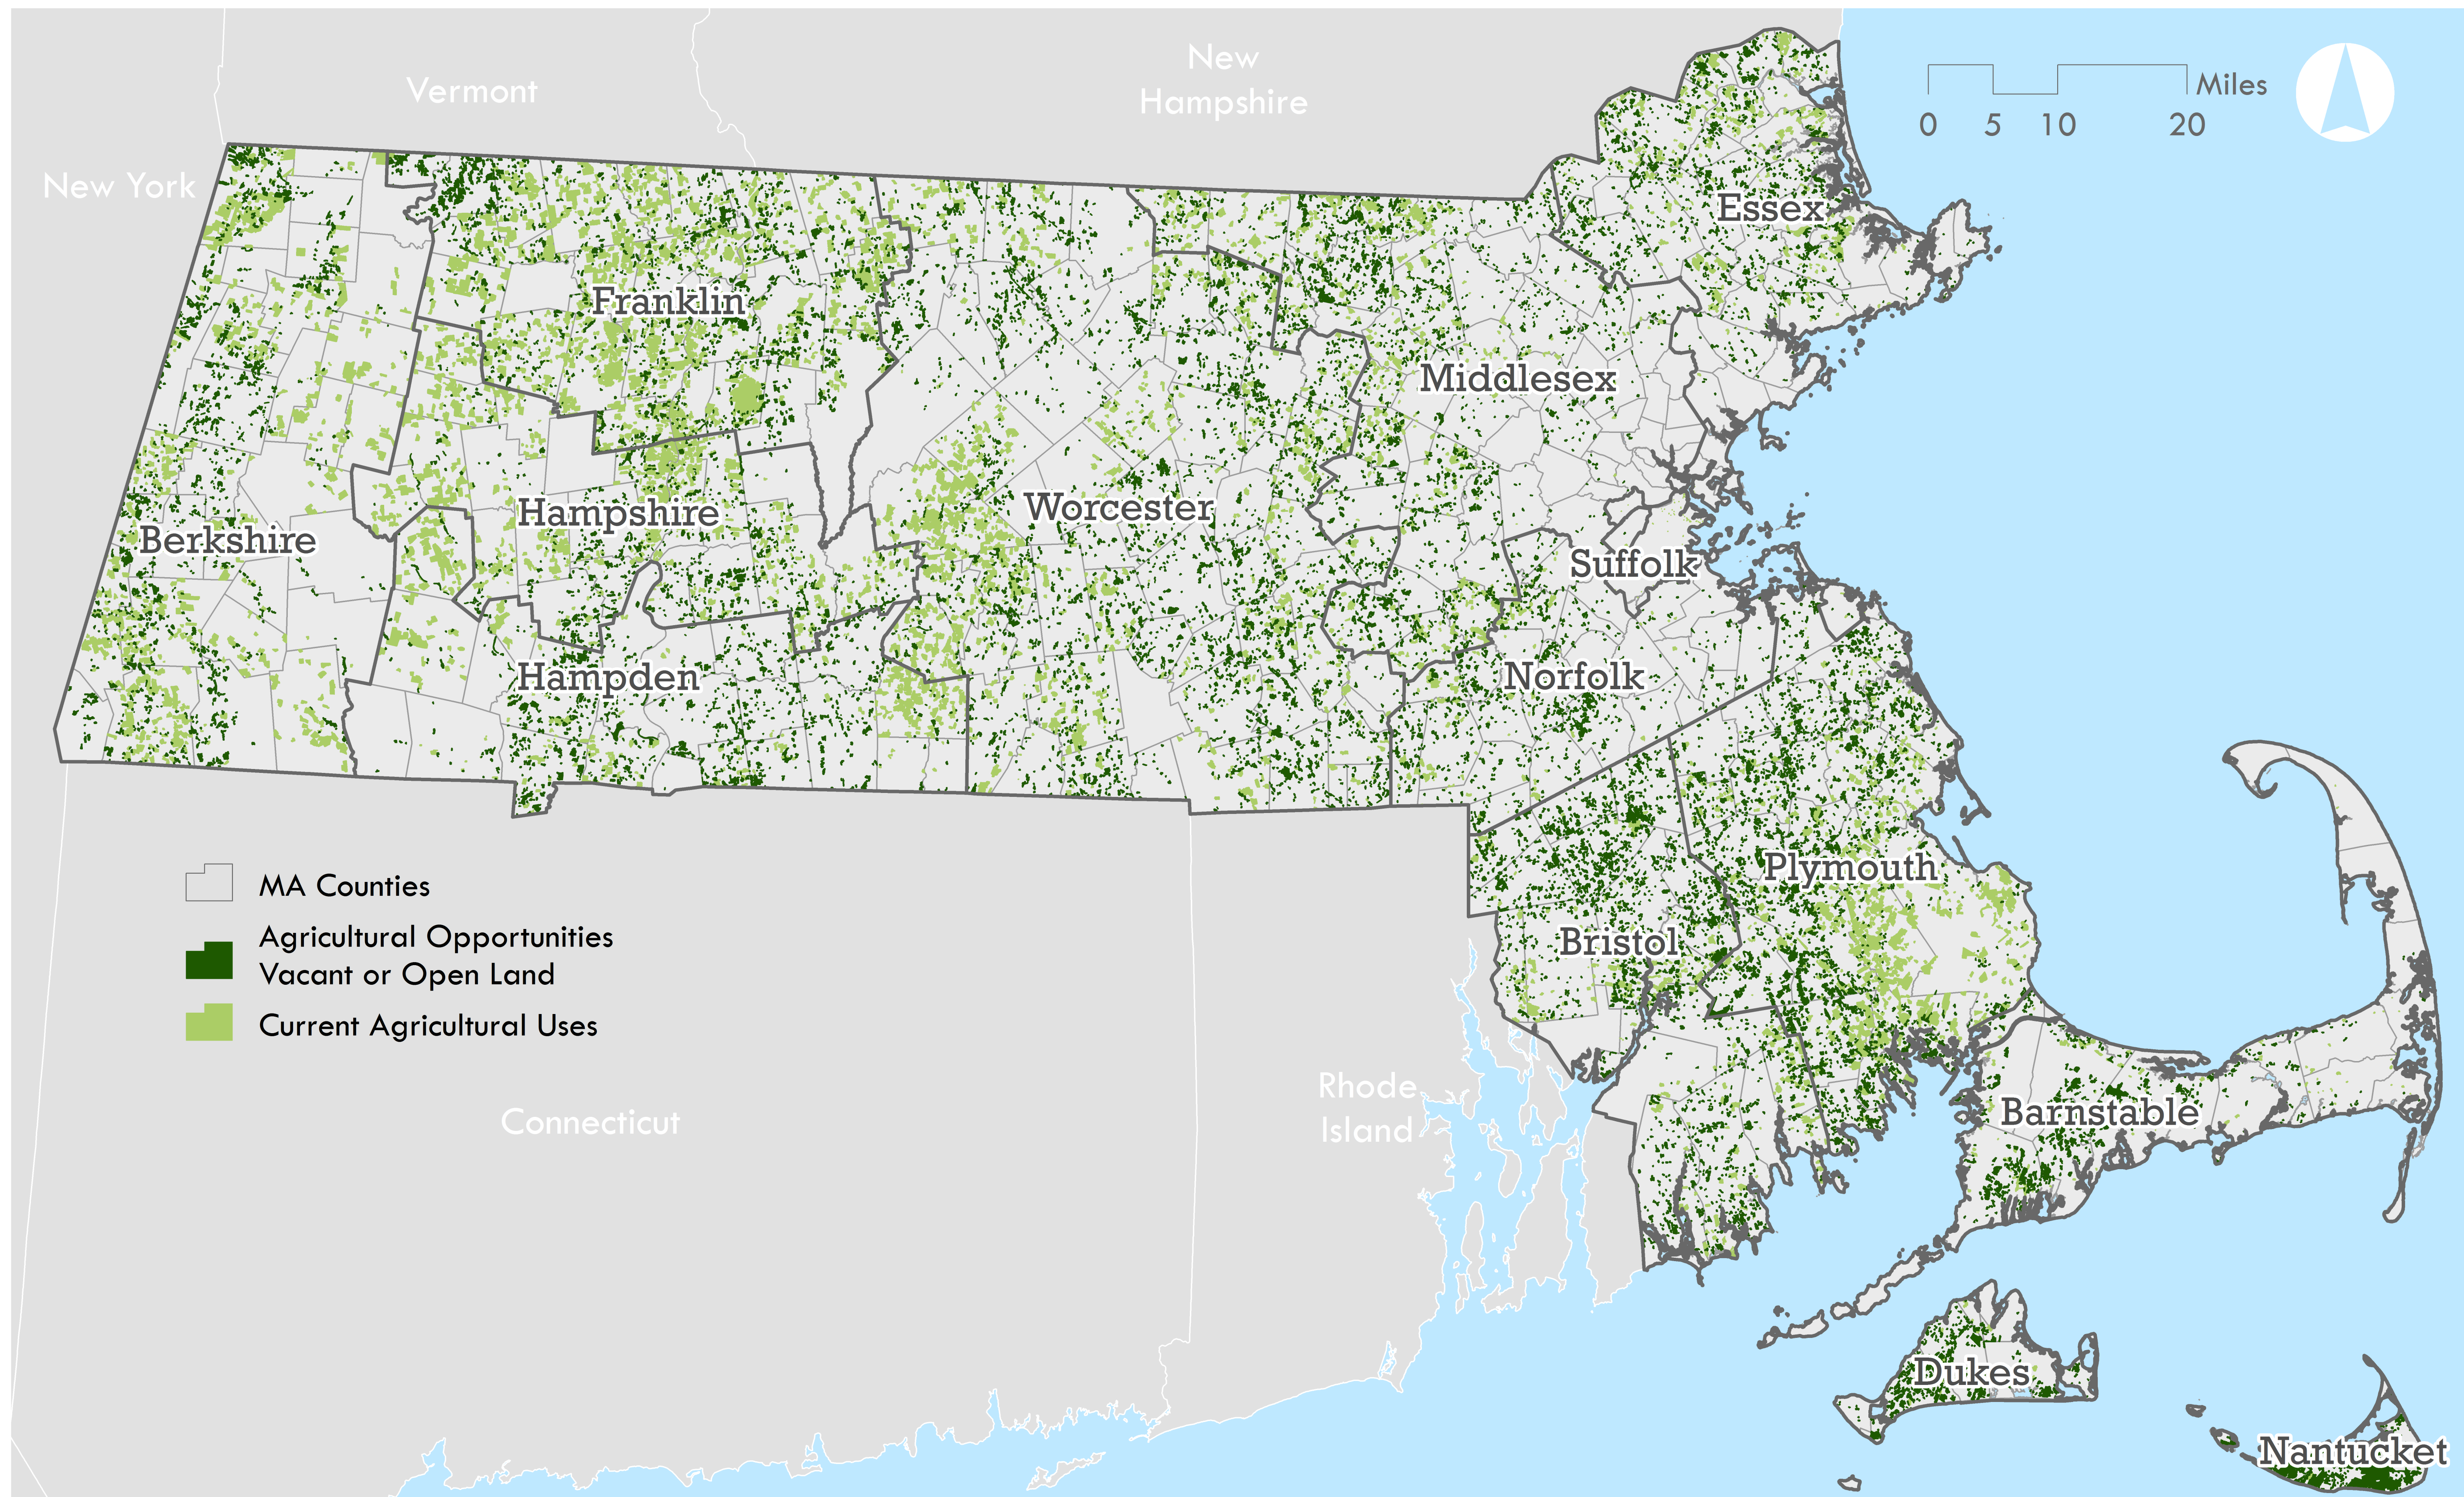 New
Hampshire
Vermont
New York
Miles
0 5 10 20
Essex
Franklin
Middlesex
Hampshire
Worcester
Berkshire
Suffolk
Hampden
Norfolk
Plymouth
Bristol
Barnstable
Dukes
Nantucket
MA Counties
Agricultural Opportunities
Vacant or Open Land
Current Agricultural Uses
Connecticut
Rhode
Island